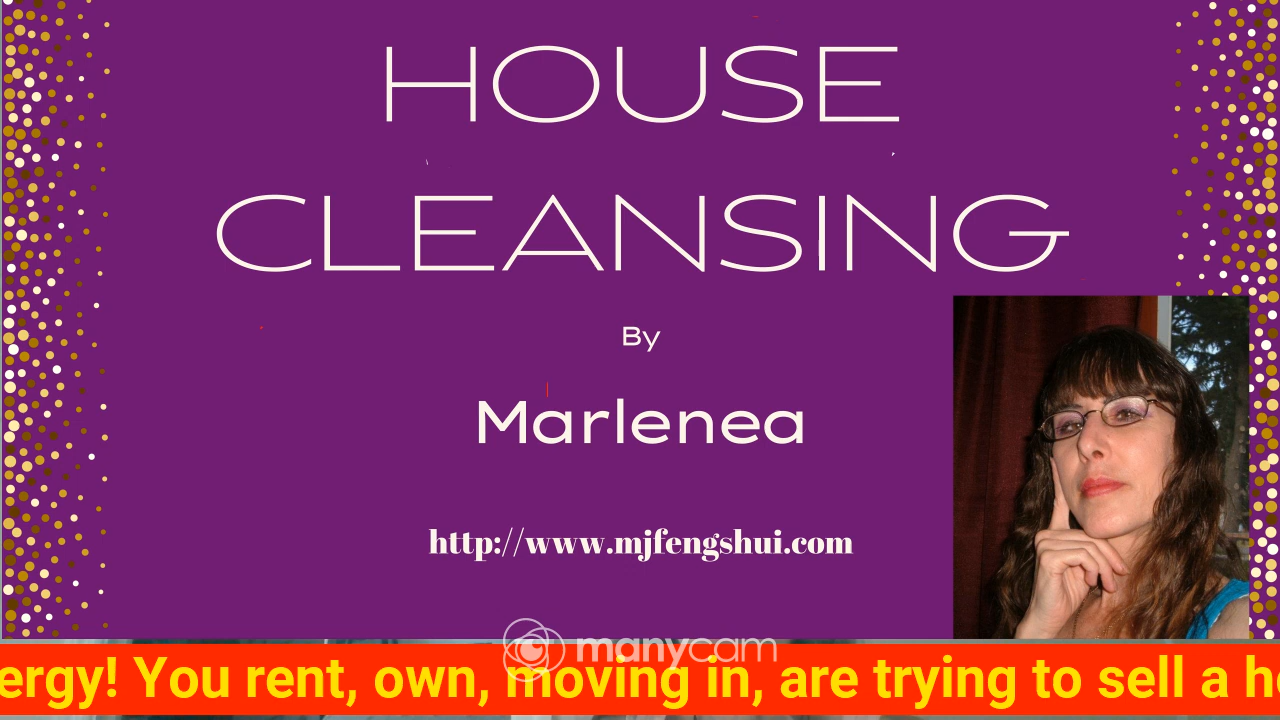 HOUSE
CLEANSING
By
Marlenea
http://www.mjfengshui.com
manycam
ergy! You rent, own, moving in, are trying to sell a h